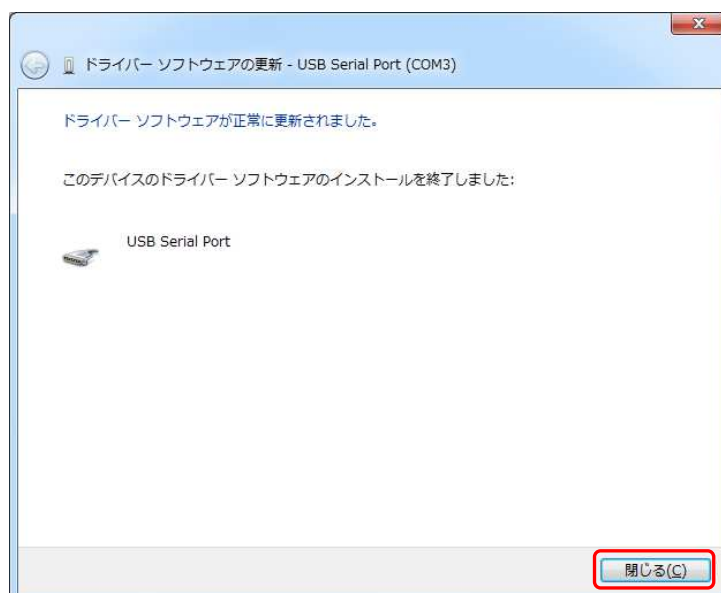 ドライバー ソフトウェアの更新 - USB Serial Port (COM3)
ドライバー ソフトウェアが正常に更新されました。
このデバイスのドライバー ソフトウェアのインストールを終了しました:
USB Serial Port
閉じる(C)